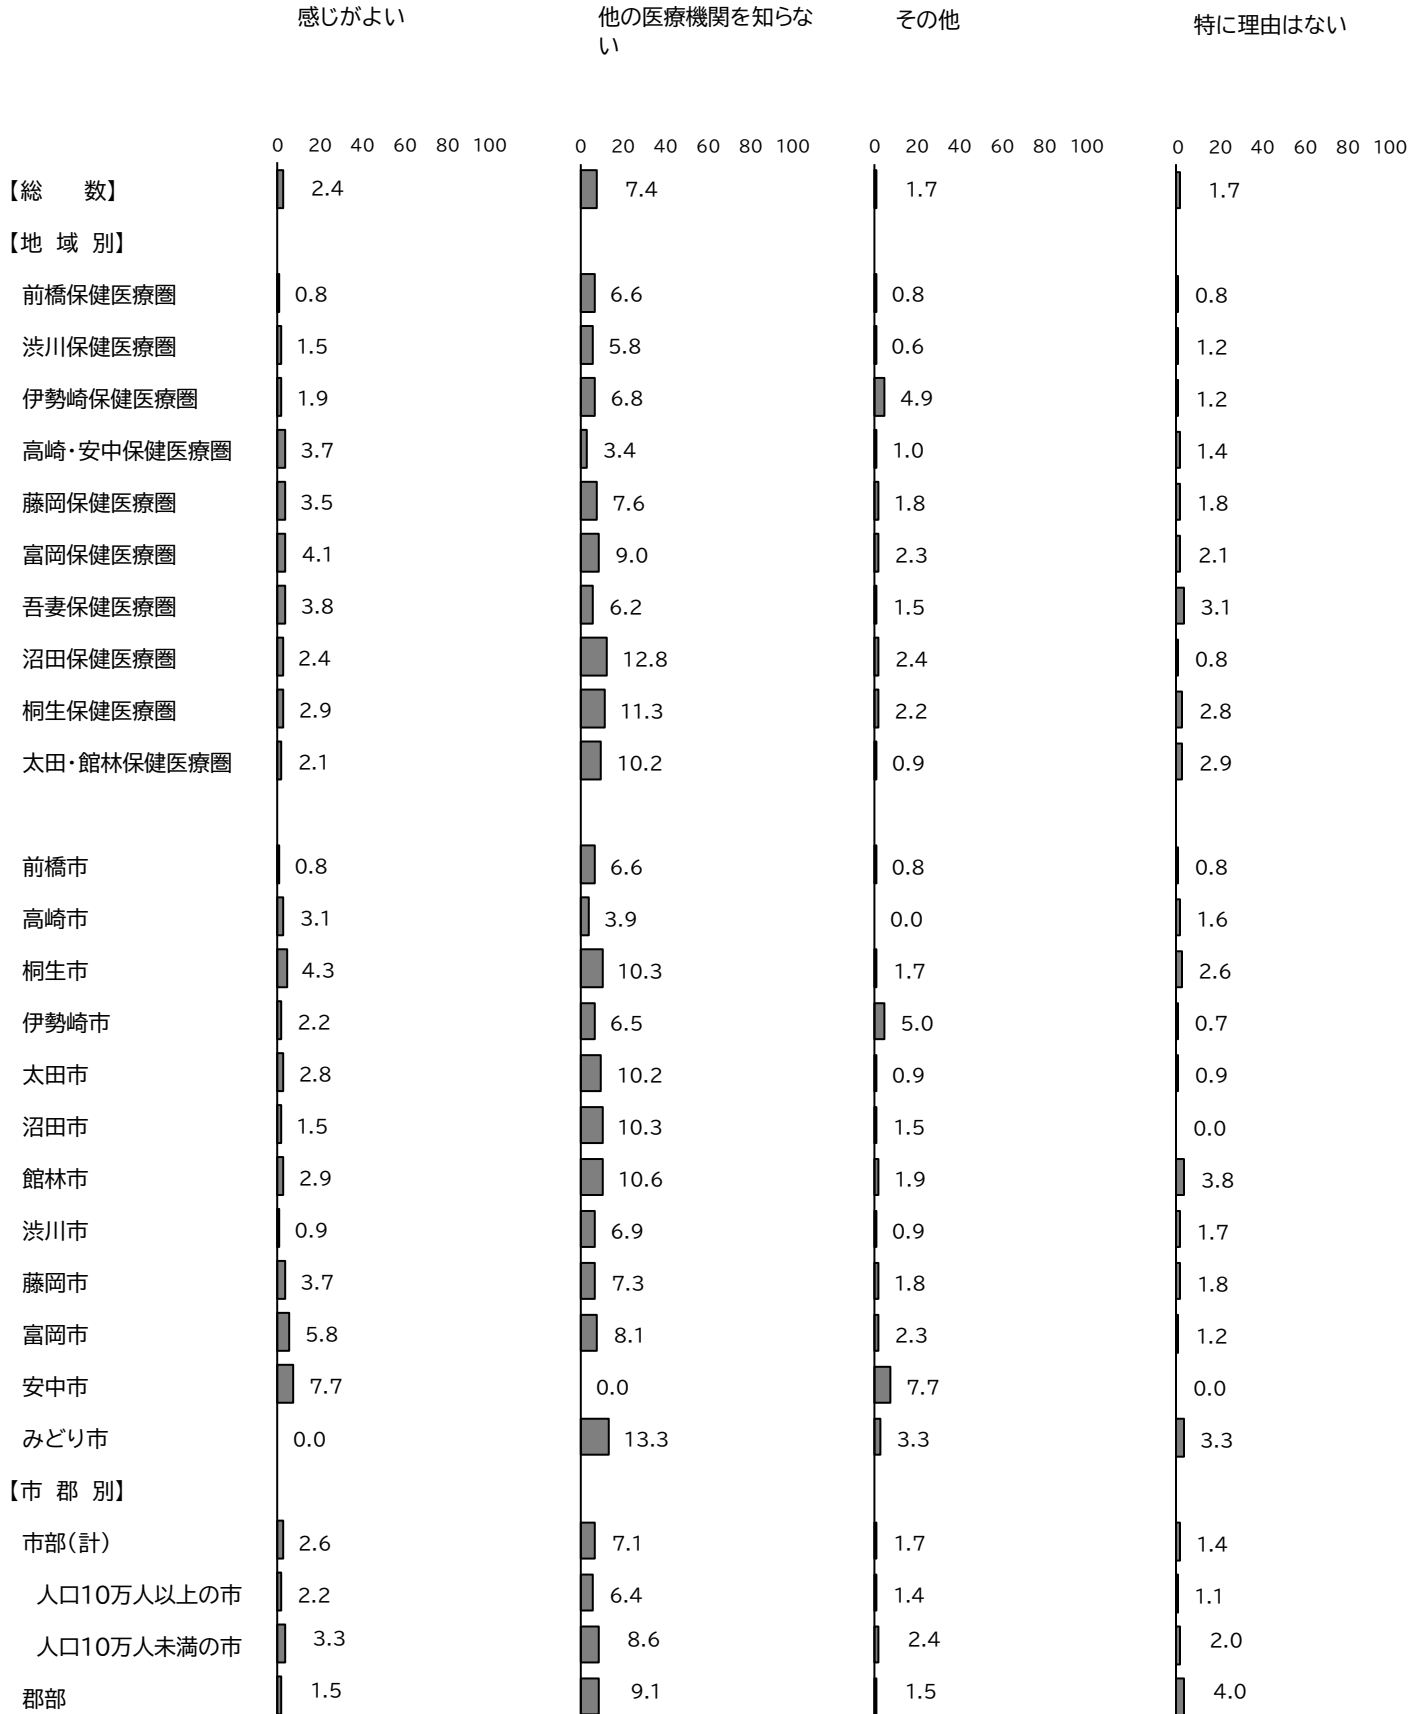 感じがよい 他の医療機関を知らな その他 特に理由はない
い
0 20 40 60 80 100 0 20 40 60 80 100 0 20 40 60 80 100 0 20 40 60 80 100
【総　　数】 2.4 7.4 1.7 1.7
【地 域 別】
前橋保健医療圏 0.8 6.6 0.8 0.8
渋川保健医療圏 1.5 5.8 0.6 1.2
伊勢崎保健医療圏 1.9 6.8 4.9 1.2
高崎・安中保健医療圏 3.7 3.4 1.0 1.4
藤岡保健医療圏 3.5 7.6 1.8 1.8
富岡保健医療圏 4.1 9.0 2.3 2.1
吾妻保健医療圏 3.8 6.2 1.5 3.1
沼田保健医療圏 2.4 12.8 2.4 0.8
桐生保健医療圏 2.9 11.3 2.2 2.8
太田・館林保健医療圏 2.1 10.2 0.9 2.9
前橋市 0.8 6.6 0.8 0.8
高崎市 3.1 3.9 0.0 1.6
桐生市 4.3 10.3 1.7 2.6
伊勢崎市 2.2 6.5 5.0 0.7
太田市 2.8 10.2 0.9 0.9
沼田市 1.5 10.3 1.5 0.0
館林市 2.9 10.6 1.9 3.8
渋川市 0.9 6.9 0.9 1.7
藤岡市 3.7 7.3 1.8 1.8
富岡市 5.8 8.1 2.3 1.2
安中市 7.7 0.0 7.7 0.0
みどり市 0.0 13.3 3.3 3.3
【市 郡 別】
市部（計） 2.6 7.1 1.7 1.4
人口10万人以上の市 2.2 6.4 1.4 1.1
人口10万人未満の市 3.3 8.6 2.4 2.0
郡部 1.5 9.1 1.5 4.0